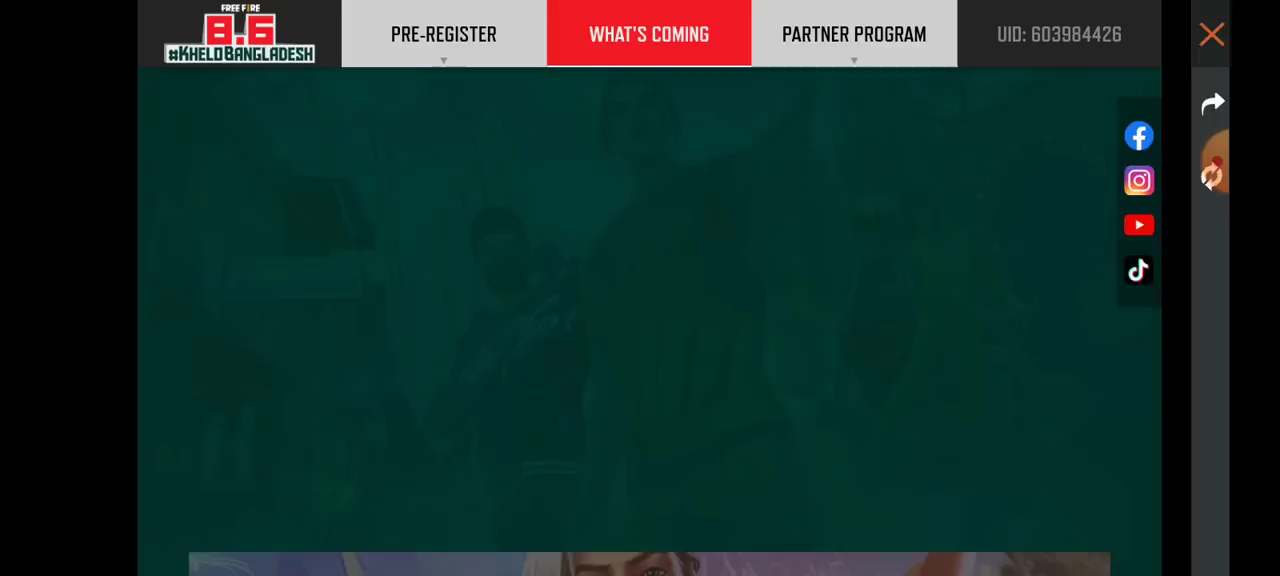 FREE FIRE
8.6
#KHELOBANGLADESH
PRE-REGISTER
WHAT'S COMING
PARTNER PROGRAM
UID: 603984426